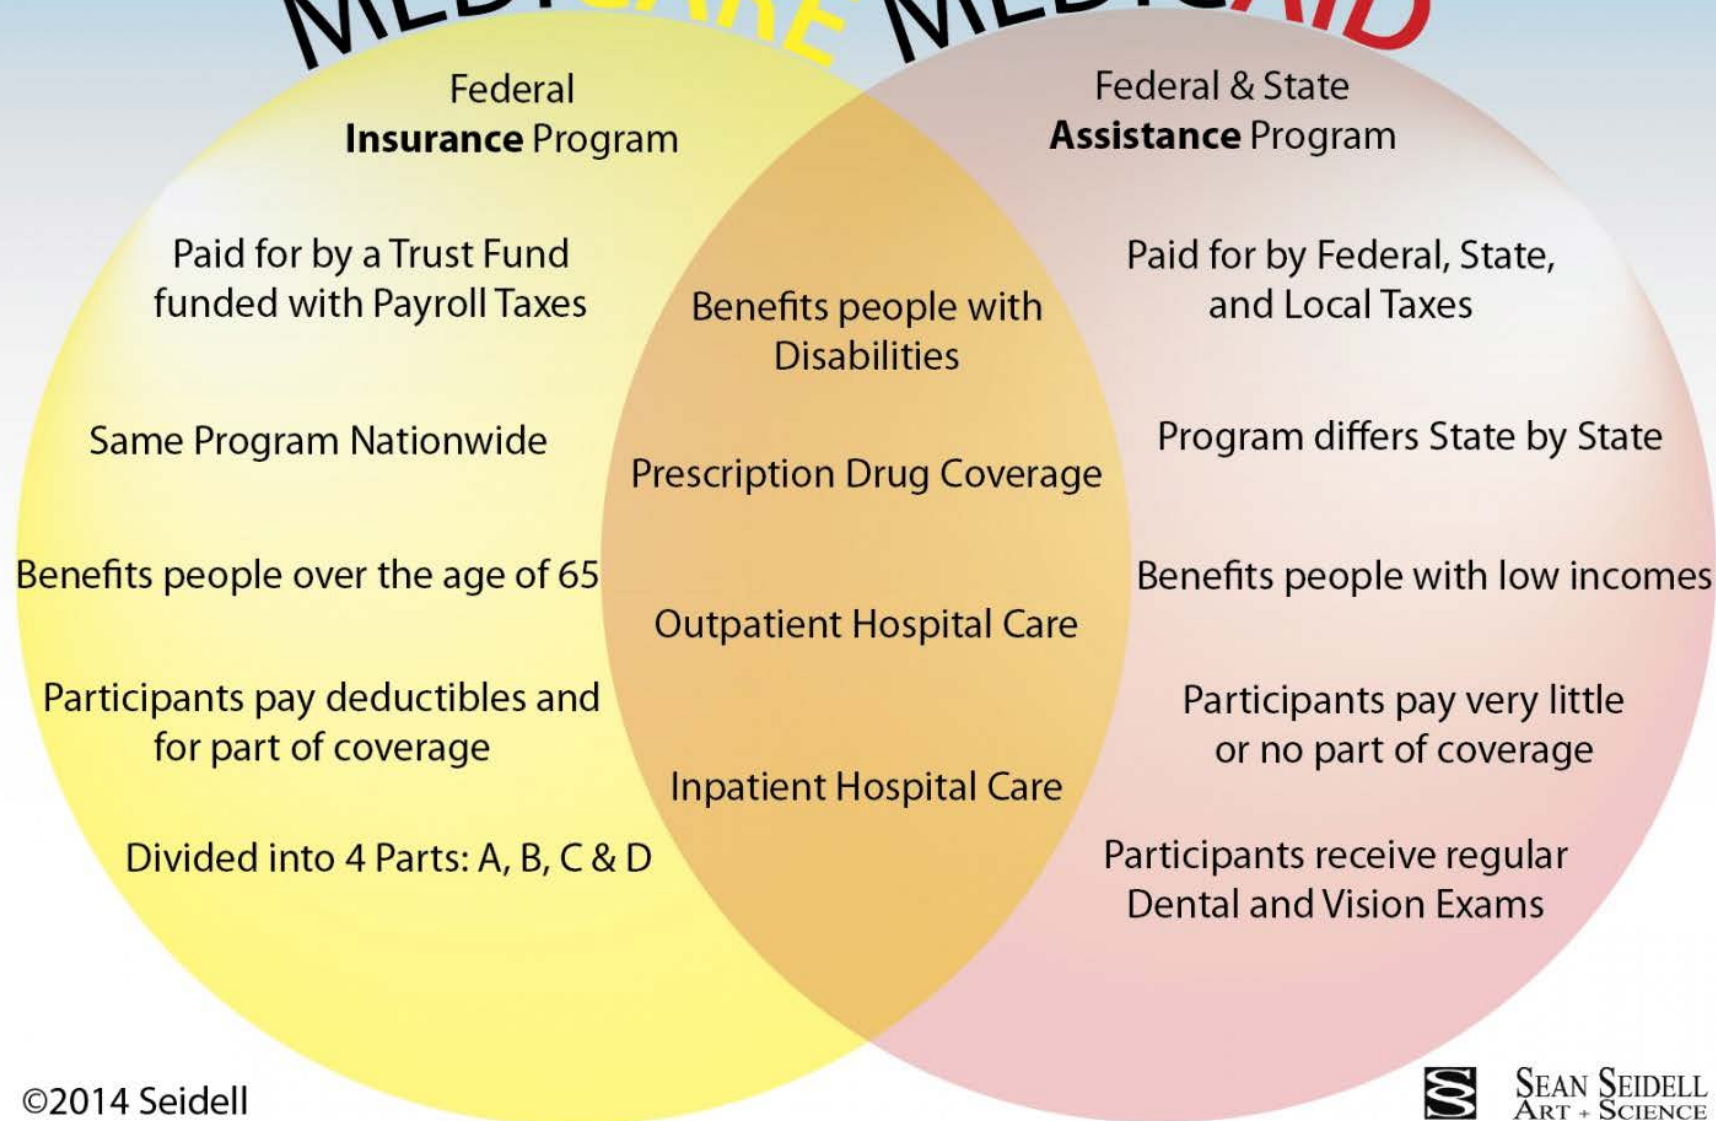 MEDICARE MEDICAID
Federal
Insurance Program
Paid for by a Trust Fund
funded with Payroll Taxes
Same Program Nationwide
Benefits people over the age of 65
Participants pay deductibles and
for part of coverage
Divided into 4 Parts: A, B, C & D
Benefits people with
Disabilities
Prescription Drug Coverage
Outpatient Hospital Care
Inpatient Hospital Care
Federal & State
Assistance Program
Paid for by Federal, State,
and Local Taxes
Program differs State by State
Benefits people with low incomes
Participants pay very little
or no part of coverage
Participants receive regular
Dental and Vision Exams
©2014 Seidell
S
SEAN SEIDELL
ART + SCIENCE